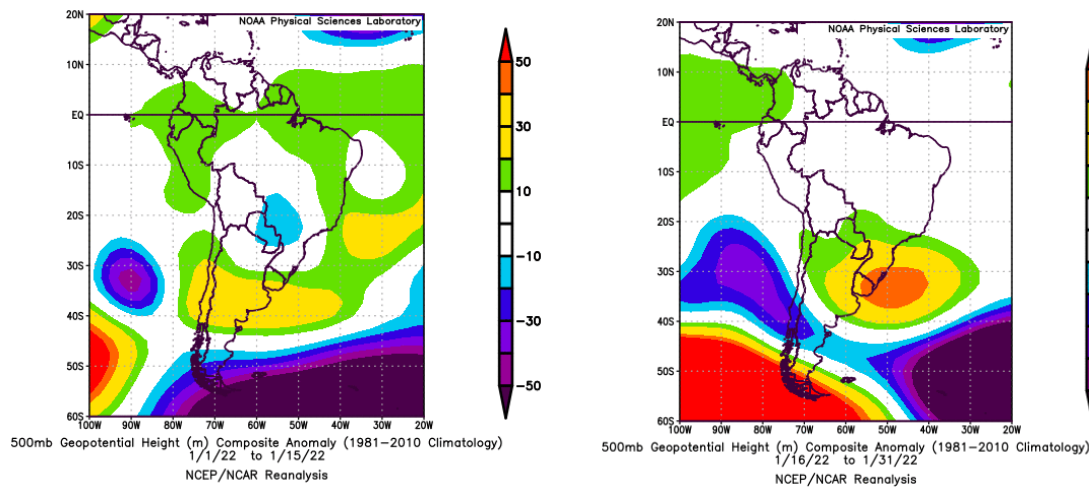 NOAA Physical Sciences Laboratory
20N
10N
EQ
10S
20S
30S
40S
50S
60S
100W 90W 80W 70W 60W 50W 40W 30W 20W
50
30
10
-10
-30
-50
500mb Geopotential Height (m) Composite Anomaly (1981-2010 Climatology)
1/1/22 to 1/15/22
NCEP/NCAR Reanalysis
NOAA Physical Sciences Laboratory
20N
10N
EQ
10S
20S
30S
40S
50S
60S
100W 90W 80W 70W 60W 50W 40W 30W 20W
500mb Geopotential Height (m) Composite Anomaly (1981-2010 Climatology)
1/16/22 to 1/31/22
NCEP/NCAR Reanalysis